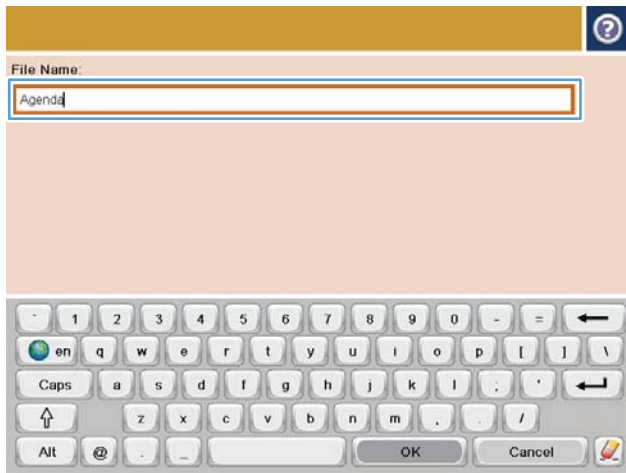 ?
File Name:
Agenda
` 1 2 3 4 5 6 7 8 9 0 - =
en q w e r t y u i o p [ ] \
Caps a s d f g h j k l ; '
z x c v b n m , . /
Alt @ . _ OK Cancel